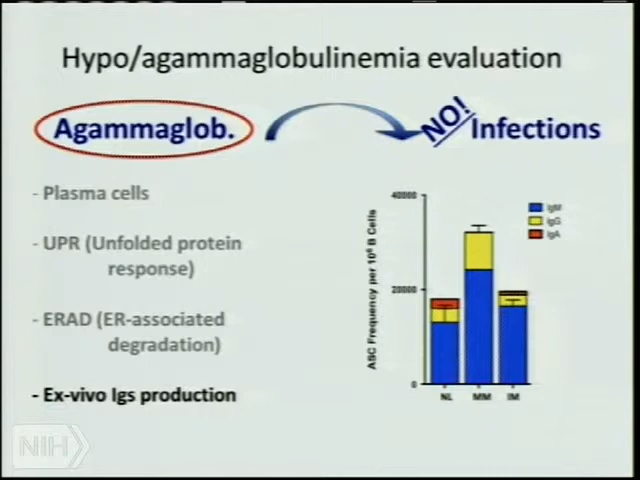 Hypo/agammaglobulinemia evaluation
Agammaglob.
NO!
Infections
- Plasma cells
- UPR (Unfolded protein
response)
- ERAD (ER-associated
degradation)
- Ex-vivo Igs production
ASC Frequency per 10⁶ B Cells
40000
20000
0
NL MM IM
IgM
IgG
IgA
NIH